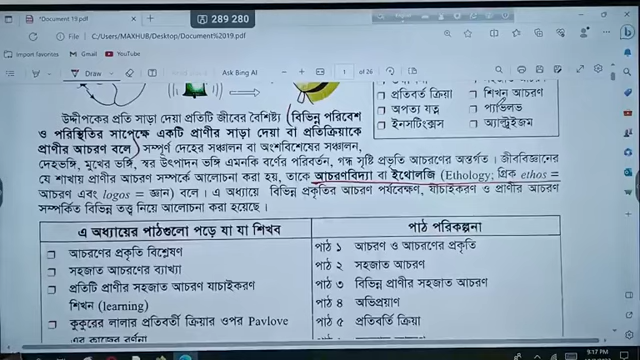 *Document 19.pdf
289 280
File | C:/Users/MAXHUB/Desktop/Document%2019.pdf
Import favorites Gmail YouTube
Draw Ask Bing AI 1 of 26
প্রতিবর্ত ক্রিয়া শিখন আচরণ
অপত্য যত্ন পার্ভিলভ
ইনসটিংক্স অ্যালট্রুইজম
উদ্দীপকের প্রতি সাড়া দেয়া প্রতিটি জীবের বৈশিষ্ট্য (বিভিন্ন পরিবেশ
ও পরিস্থিতির সাপেক্ষে একটি প্রাণীর সাড়া দেয়া বা প্রতিক্রিয়াকে
প্রাণীর আচরণ বলে) সম্পূর্ণ দেহের সঞ্চালন বা অংশবিশেষের সঞ্চালন,
দেহভঙ্গি, মুখের ভঙ্গি, স্বর উৎপাদন ভঙ্গি এমনকি বর্ণের পরিবর্তন, গন্ধ সৃষ্টি প্রভৃতি আচরণের অন্তর্গত। জীববিজ্ঞানের
যে শাখায় প্রাণীর আচরণ সম্পর্কে আলোচনা করা হয়, তাকে আচরণবিদ্যা বা ইথোলজি (Ethology; গ্রিক ethos =
আচরণ এবং logos = জ্ঞান) বলে। এ অধ্যায়ে বিভিন্ন প্রকৃতির আচরণ পর্যবেক্ষণ, যাচাইকরণ ও প্রাণীর আচরণ
সম্পর্কিত বিভিন্ন তত্ত্ব নিয়ে আলোচনা করা হয়েছে।
এ অধ্যায়ের পাঠগুলো পড়ে যা যা শিখব
আচরণের প্রকৃতি বিশ্লেষণ
সহজাত আচরণের ব্যাখ্যা
প্রতিটি প্রাণীর সহজাত আচরণ যাচাইকরণ
শিখন (learning)
কুকুরের লালার প্রতিবর্তী ক্রিয়ার ওপর Pavlove
এর কাজের বর্ণনা
পাঠ পরিকল্পনা
পাঠ ১ আচরণ ও আচরণের প্রকৃতি
পাঠ ২ সহজাত আচরণ
পাঠ ৩ বিভিন্ন প্রাণীর সহজাত আচরণ
পাঠ ৪ অভিপ্রয়াণ
পাঠ ৫ প্রতিবর্তি ক্রিয়া
9:17 PM